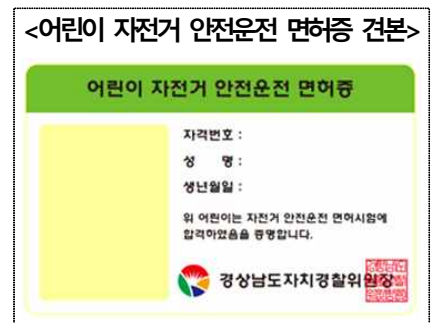 <어린이 자전거 안전운전 면허증 견본>
어린이 자전거 안전운전 면허증
자격번호 :
성 명 :
생년월일 :
위 어린이는 자전거 안전운전 면허시험에
합격하였음을 증명합니다.
경상남도자치경찰위원장